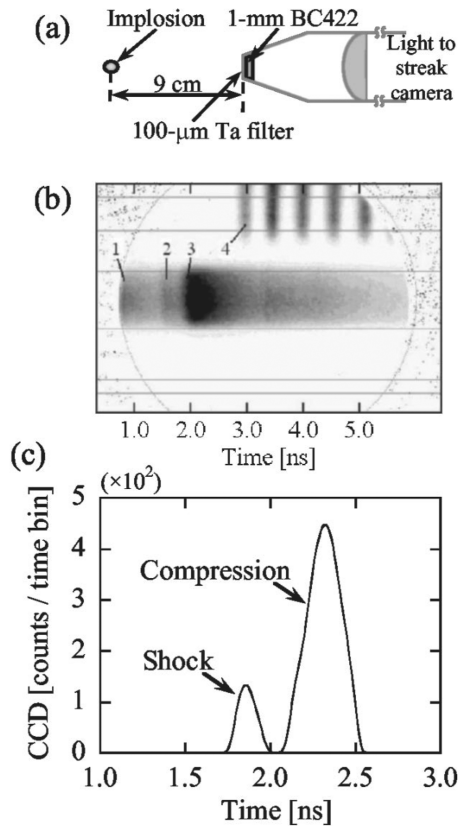 (a)
Implosion
1-mm BC422
Light to
streak
camera
9 cm
100-μm Ta filter
(b)
1
2
3
4
1.0 2.0 3.0 4.0 5.0
Time [ns]
(c)
(×10²)
CCD [counts / time bin]
5
4
3
2
1
0
Compression
Shock
1.0 1.5 2.0 2.5 3.0
Time [ns]